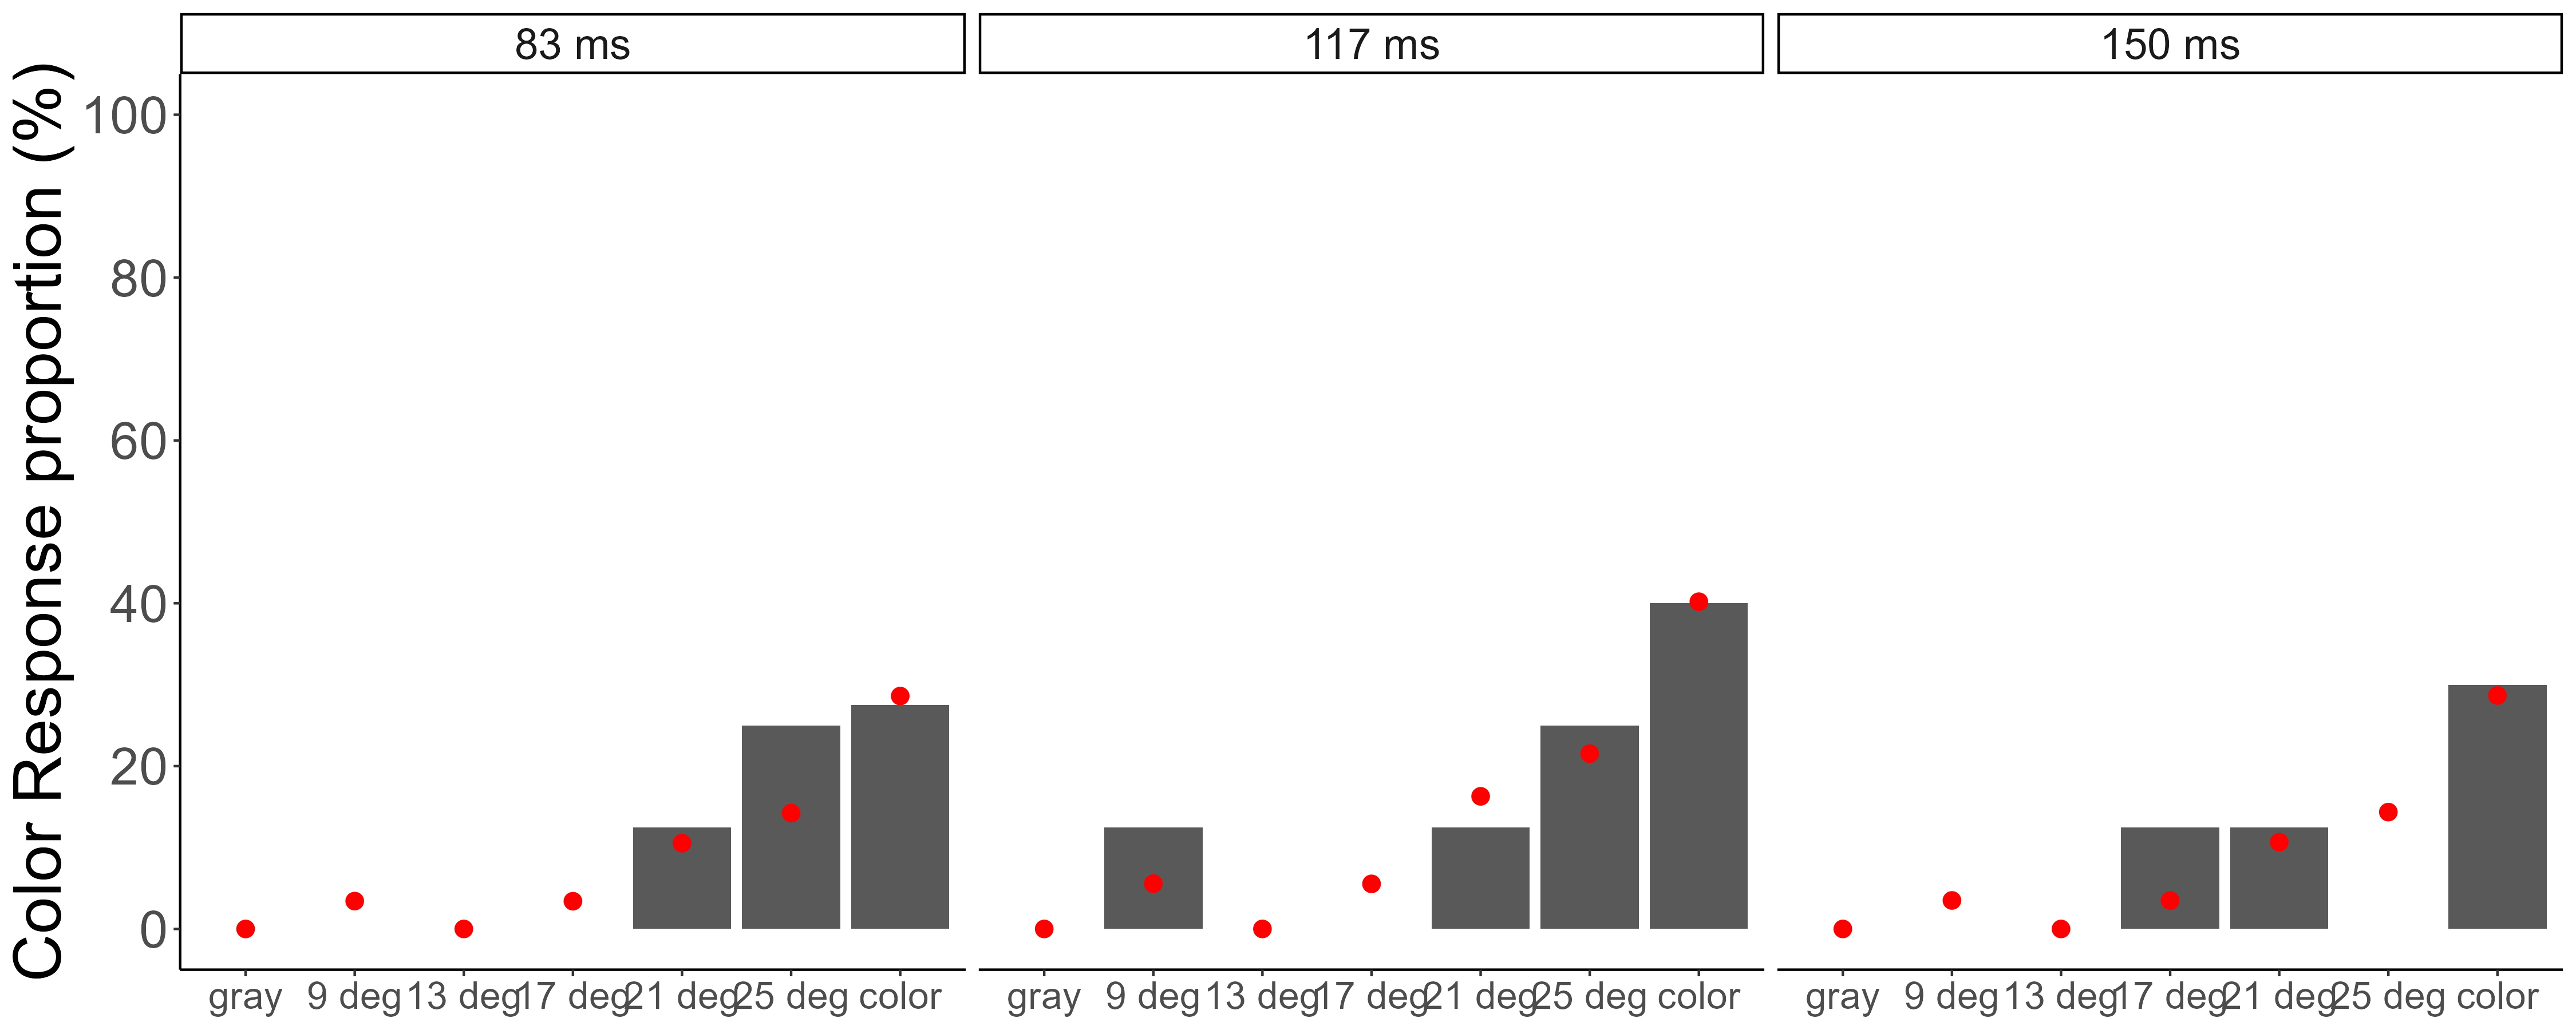 83 ms
117 ms
150 ms
Color Response proportion (%)
100
80
60
40
20
0
gray 9 deg 13 deg 17 deg 21 deg 25 deg color
gray 9 deg 13 deg 17 deg 21 deg 25 deg color
gray 9 deg 13 deg 17 deg 21 deg 25 deg color